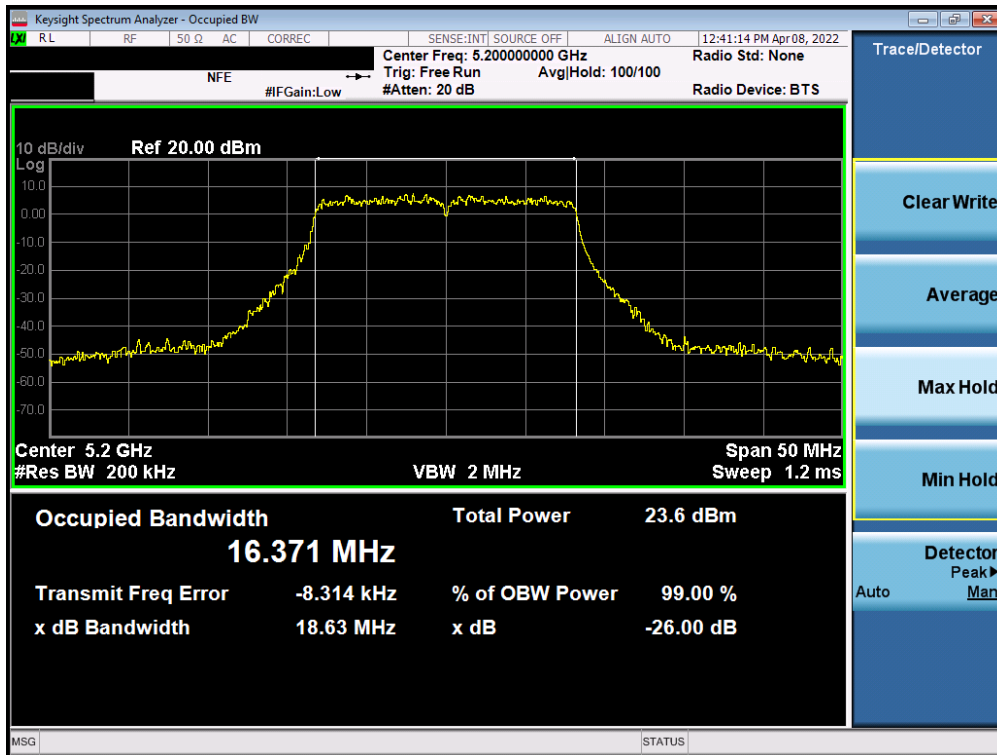 Keysight Spectrum Analyzer - Occupied BW
LXI RL RF 50 Ω AC CORREC SENSE:INT SOURCE OFF ALIGN AUTO 12:41:14 PM Apr 08, 2022
Center Freq: 5.200000000 GHz Radio Std: None
NFE Trig: Free Run Avg|Hold: 100/100
#IFGain:Low #Atten: 20 dB Radio Device: BTS
Trace/Detector
10 dB/div Ref 20.00 dBm
Log
10.0
0.00
-10.0
-20.0
-30.0
-40.0
-50.0
-60.0
-70.0
Center 5.2 GHz Span 50 MHz
#Res BW 200 kHz VBW 2 MHz Sweep 1.2 ms
Occupied Bandwidth Total Power 23.6 dBm
16.371 MHz
Transmit Freq Error -8.314 kHz % of OBW Power 99.00 %
x dB Bandwidth 18.63 MHz x dB -26.00 dB
Clear Write
Average
Max Hold
Min Hold
Detector
Peak▶
Auto Man
MSG STATUS